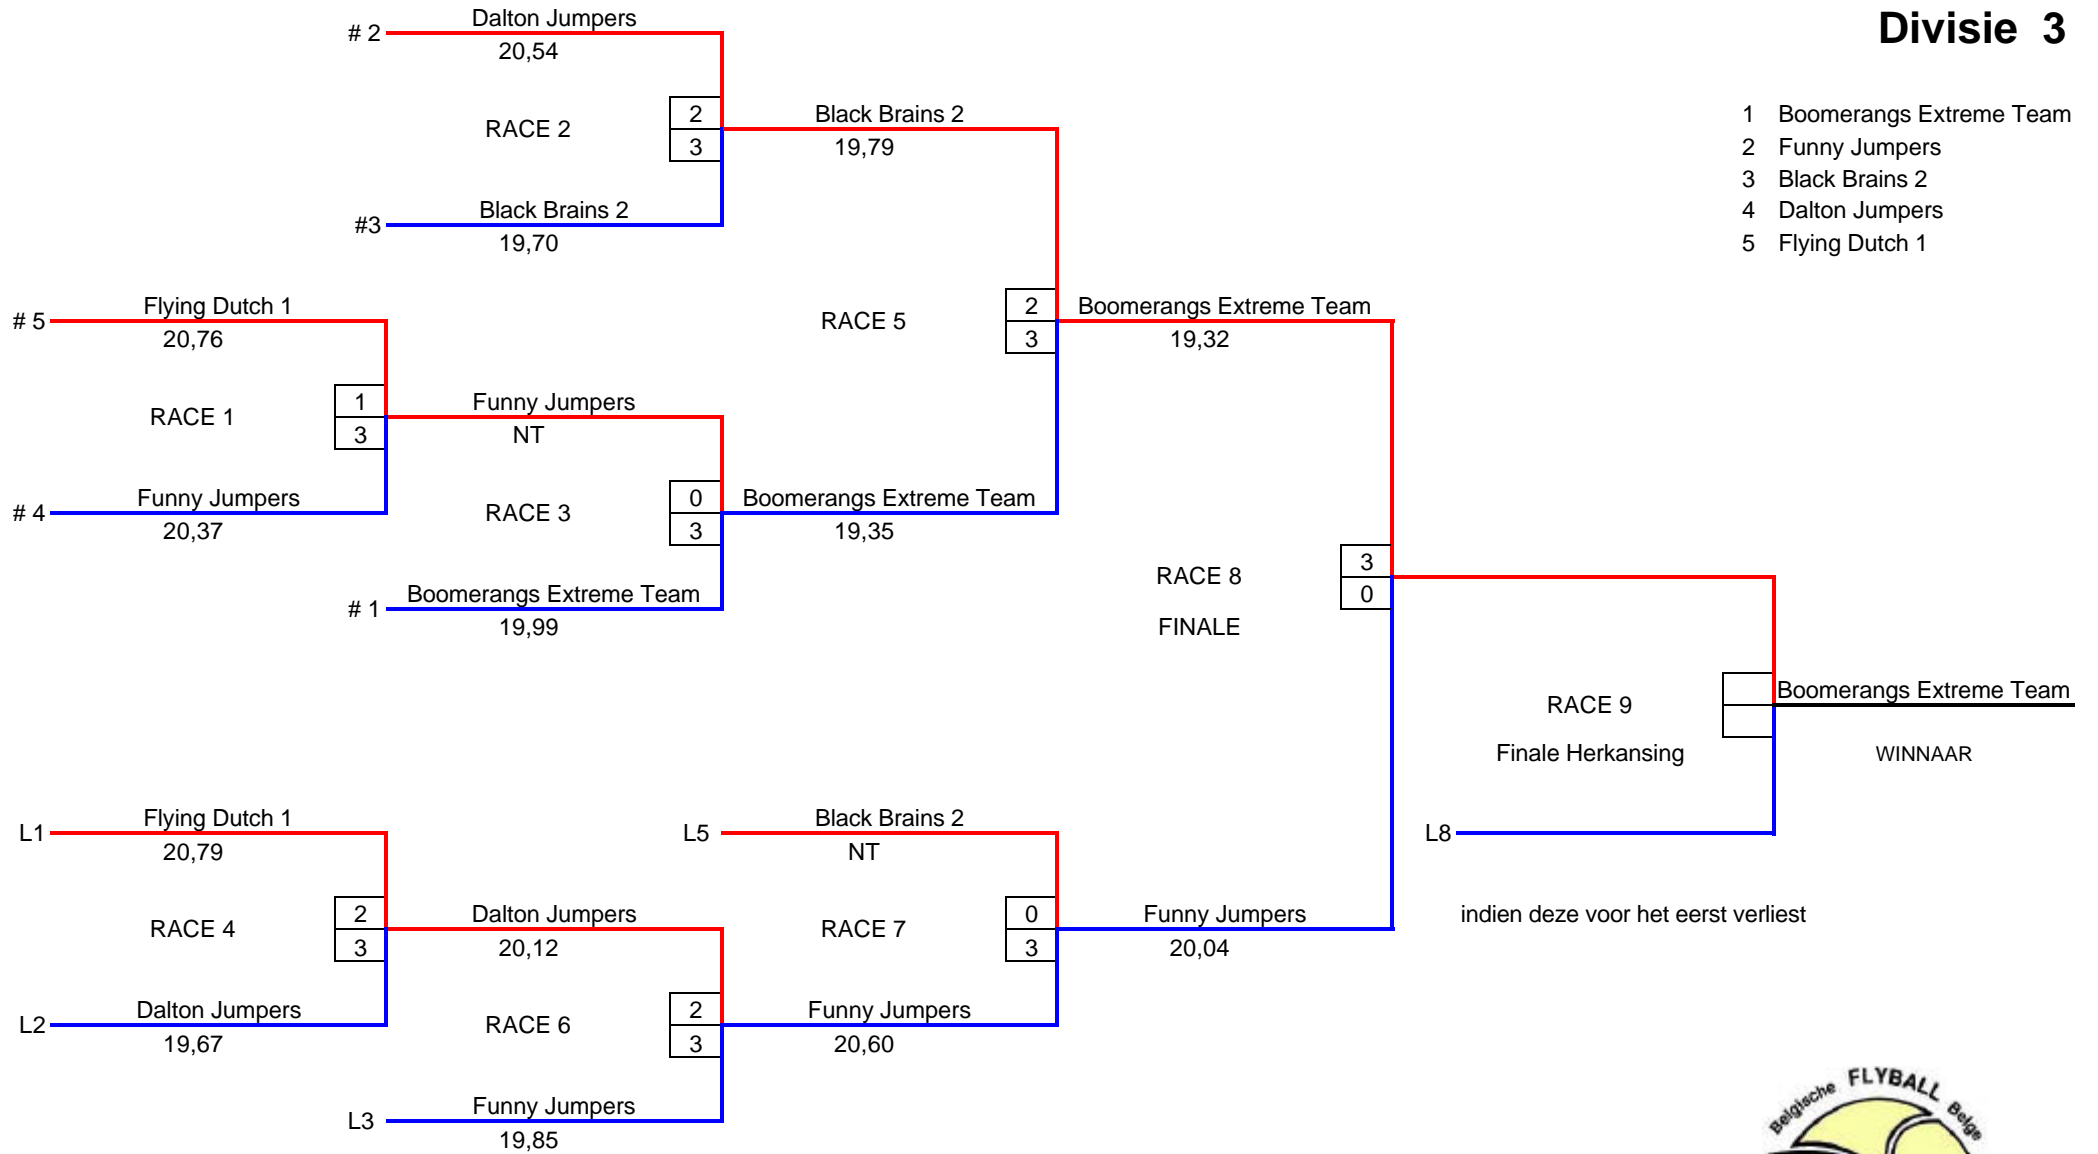 Divisie 3
1 Boomerangs Extreme Team
2 Funny Jumpers
3 Black Brains 2
4 Dalton Jumpers
5 Flying Dutch 1
# 2
Dalton Jumpers
20,54
RACE 2
2
3
#3
Black Brains 2
19,70
Black Brains 2
19,79
# 5
Flying Dutch 1
20,76
RACE 1
1
3
# 4
Funny Jumpers
20,37
Funny Jumpers
NT
RACE 3
0
3
# 1
Boomerangs Extreme Team
19,99
Boomerangs Extreme Team
19,35
RACE 5
2
3
Boomerangs Extreme Team
19,32
RACE 8
FINALE
3
0
RACE 9
Finale Herkansing
Boomerangs Extreme Team
WINNAAR
L8
indien deze voor het eerst verliest
L1
Flying Dutch 1
20,79
RACE 4
2
3
L2
Dalton Jumpers
19,67
Dalton Jumpers
20,12
RACE 6
2
3
L3
Funny Jumpers
19,85
L5
Black Brains 2
NT
RACE 7
0
3
Funny Jumpers
20,60
Funny Jumpers
20,04
Belgische FLYBALL Belge